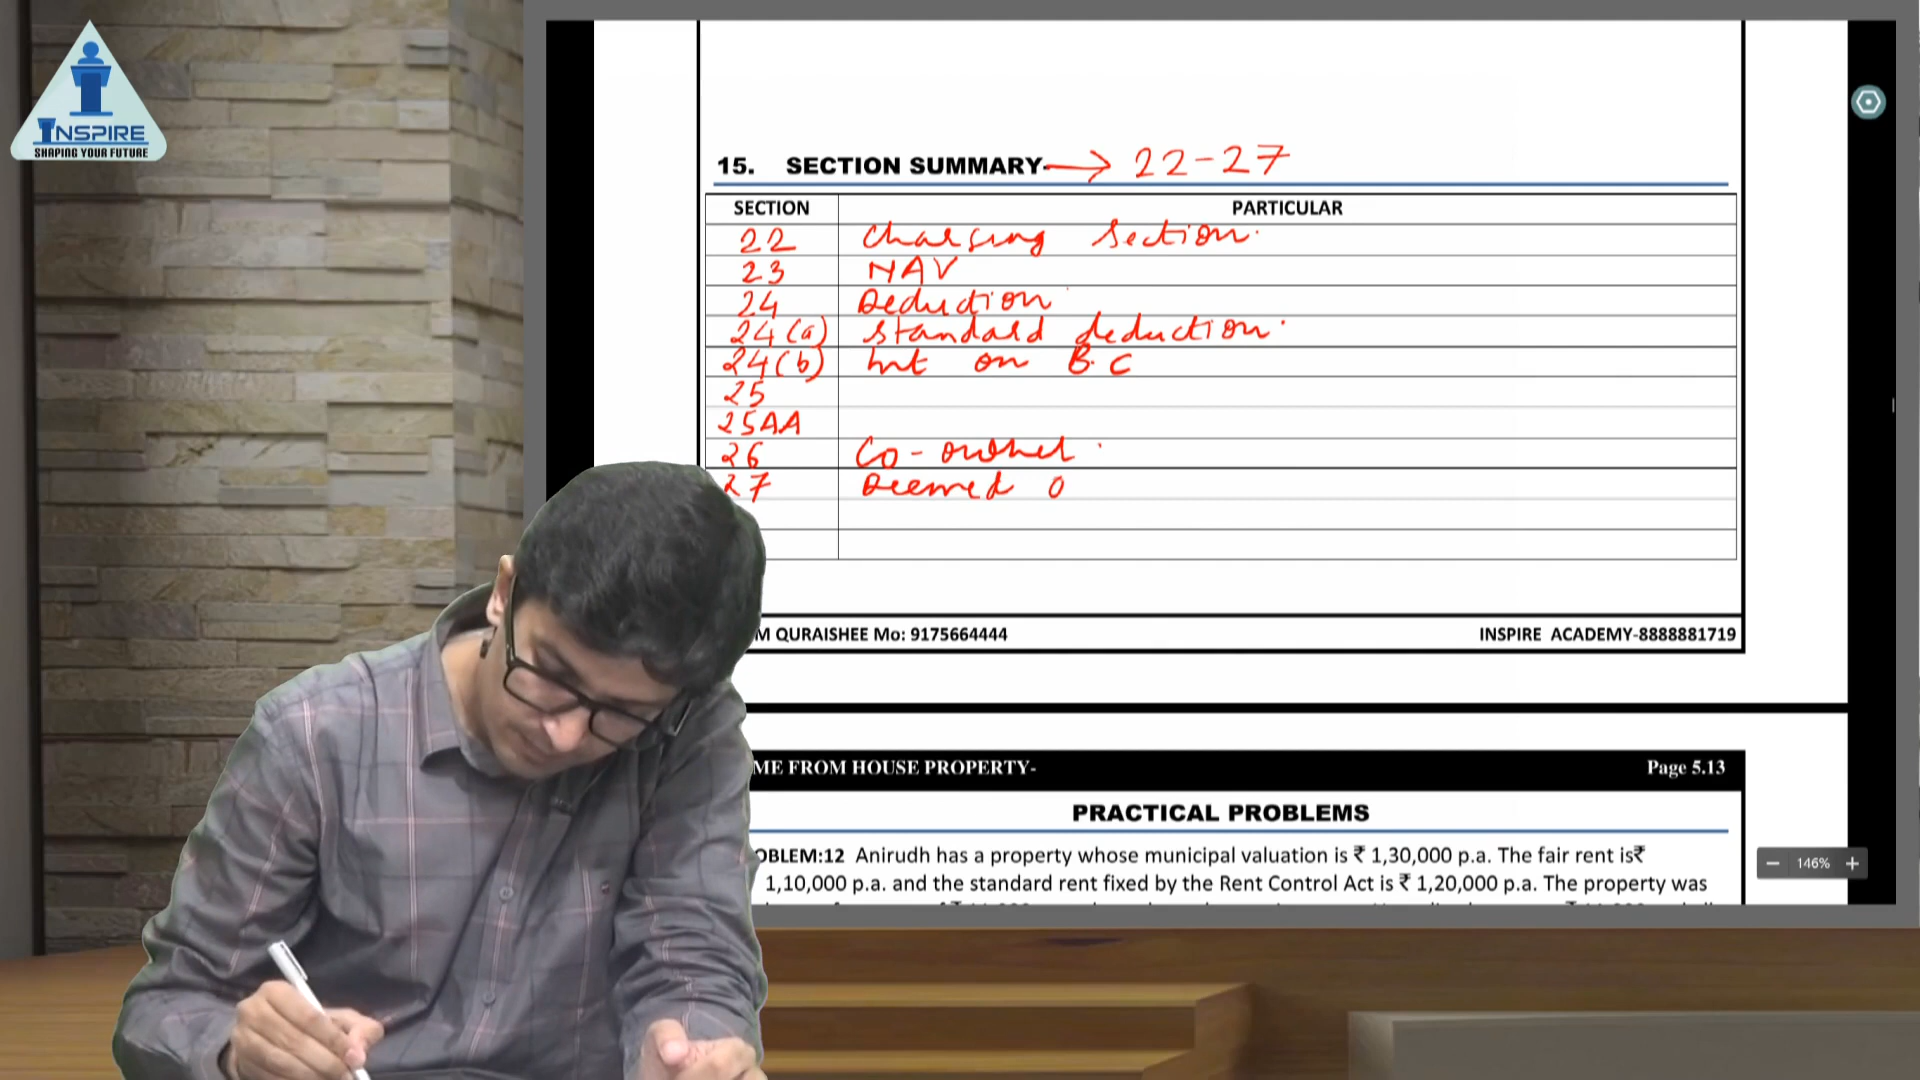 INSPIRE
SHAPING YOUR FUTURE
15. SECTION SUMMARY → 22-27
SECTION PARTICULAR
22 Charging Section.
23 NAV
24 Deduction
24(a) Standard deduction.
24(b) Int on B.C
25
25AA
26 Co-owner.
27 Deemed O
M QURAISHEE Mo: 9175664444 INSPIRE ACADEMY-8888881719
ME FROM HOUSE PROPERTY- Page 5.13
PRACTICAL PROBLEMS
OBLEM:12 Anirudh has a property whose municipal valuation is ₹ 1,30,000 p.a. The fair rent is₹
1,10,000 p.a. and the standard rent fixed by the Rent Control Act is ₹ 1,20,000 p.a. The property was
146%